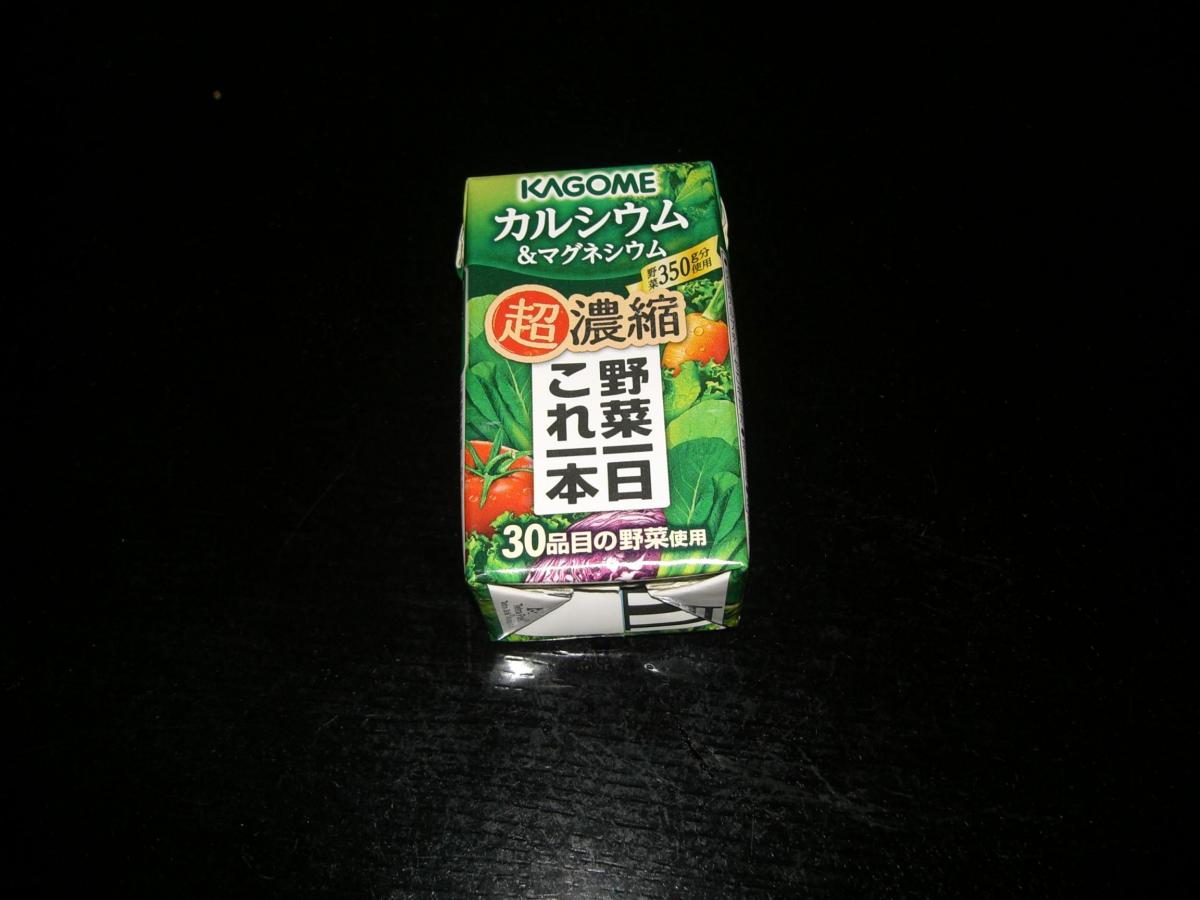 KAGOME
カルシウム
&マグネシウム
野菜350g分使用
超濃縮
野菜一日
これ一本
30品目の野菜使用